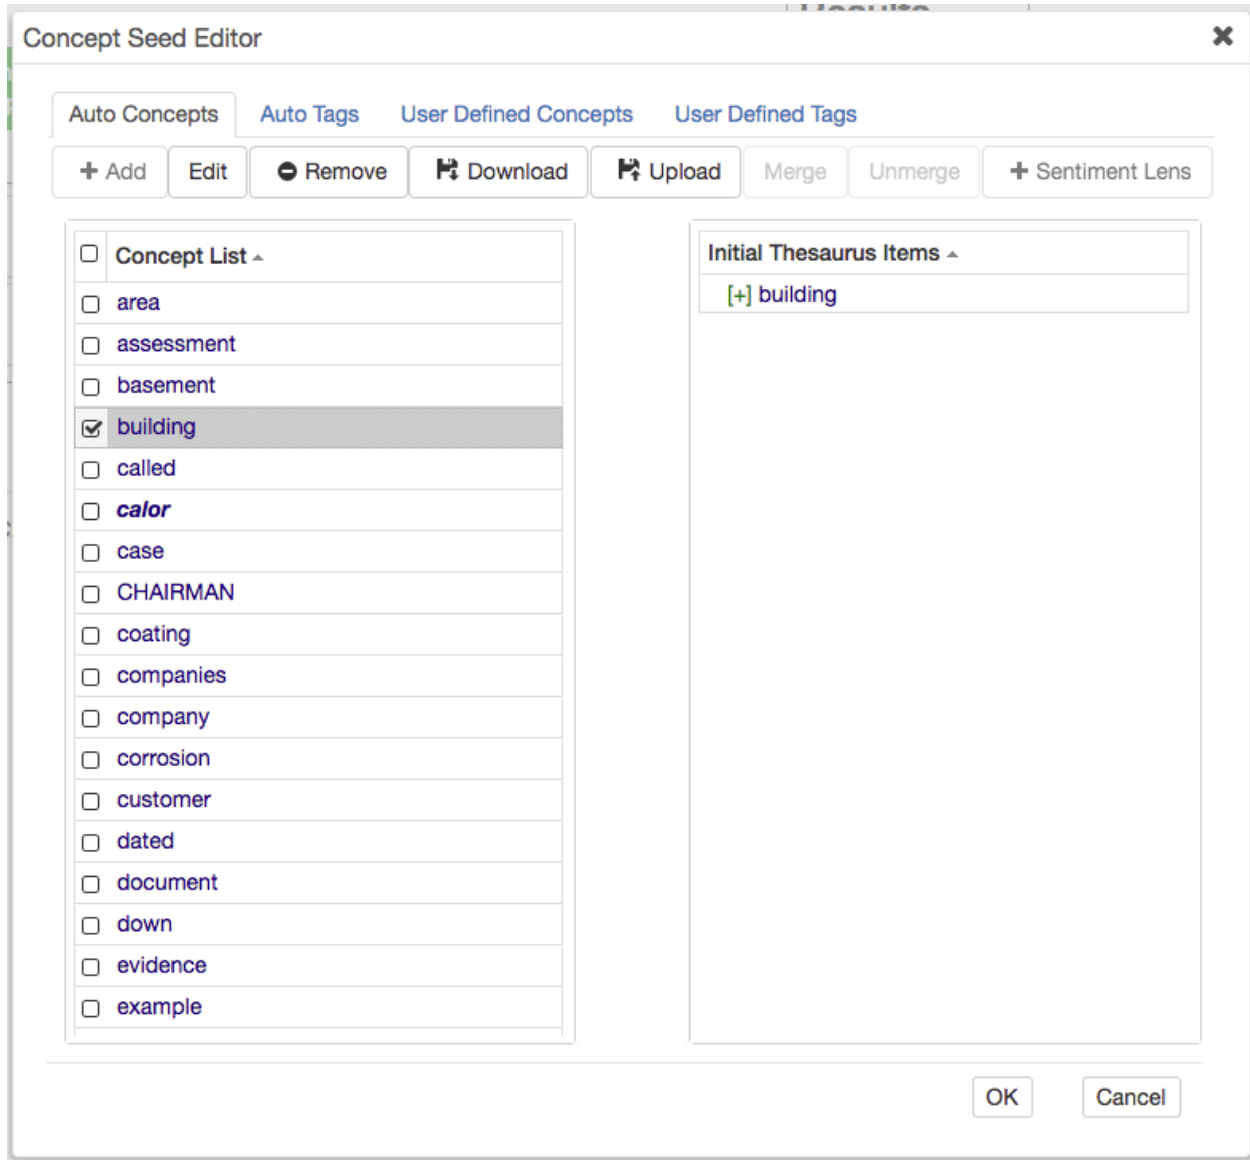 Results
Concept Seed Editor
Auto Concepts Auto Tags User Defined Concepts User Defined Tags
+ Add Edit Remove Download Upload Merge Unmerge + Sentiment Lens
Concept List
area
assessment
basement
building
called
calor
case
CHAIRMAN
coating
companies
company
corrosion
customer
dated
document
down
evidence
example
Initial Thesaurus Items
[+] building
OK Cancel